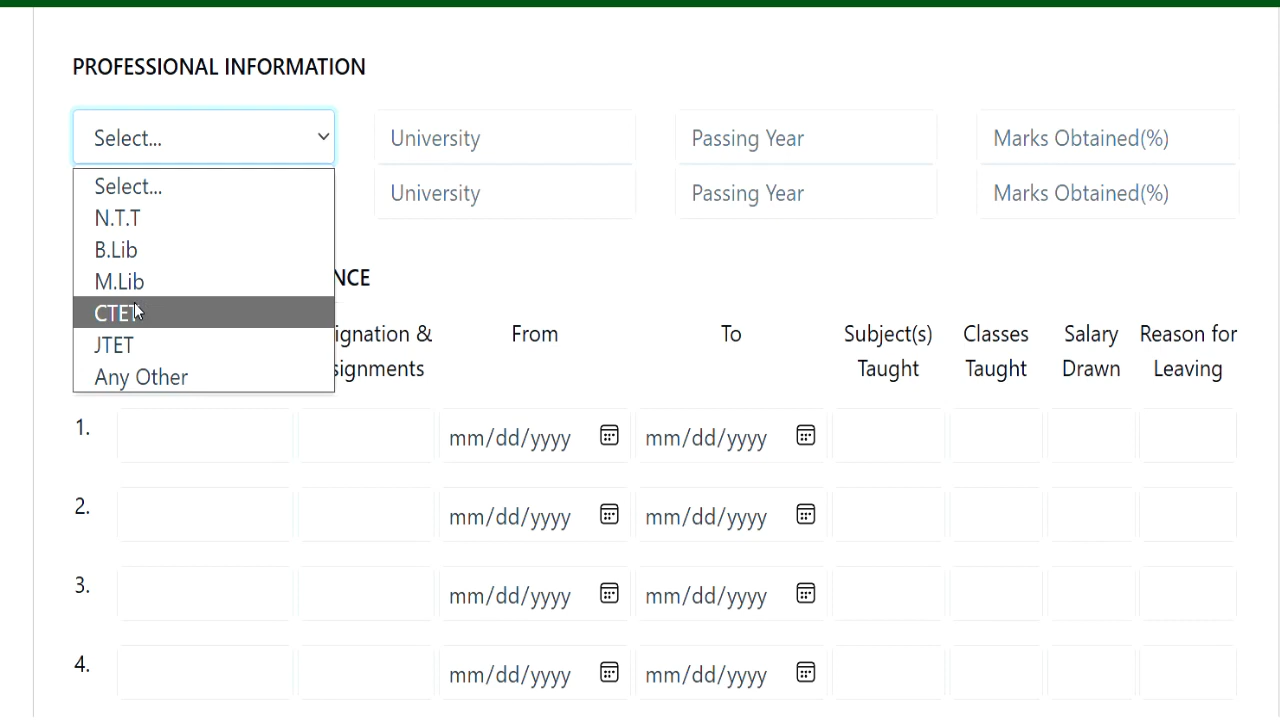 PROFESSIONAL INFORMATION
Select... University Passing Year Marks Obtained(%)
Select... University Passing Year Marks Obtained(%)
N.T.T
B.Lib
M.Lib
CTET
JTET
Any Other
From To Subject(s) Classes Salary Reason for
Taught Taught Drawn Leaving
1. mm/dd/yyyy mm/dd/yyyy
2. mm/dd/yyyy mm/dd/yyyy
3. mm/dd/yyyy mm/dd/yyyy
4. mm/dd/yyyy mm/dd/yyyy